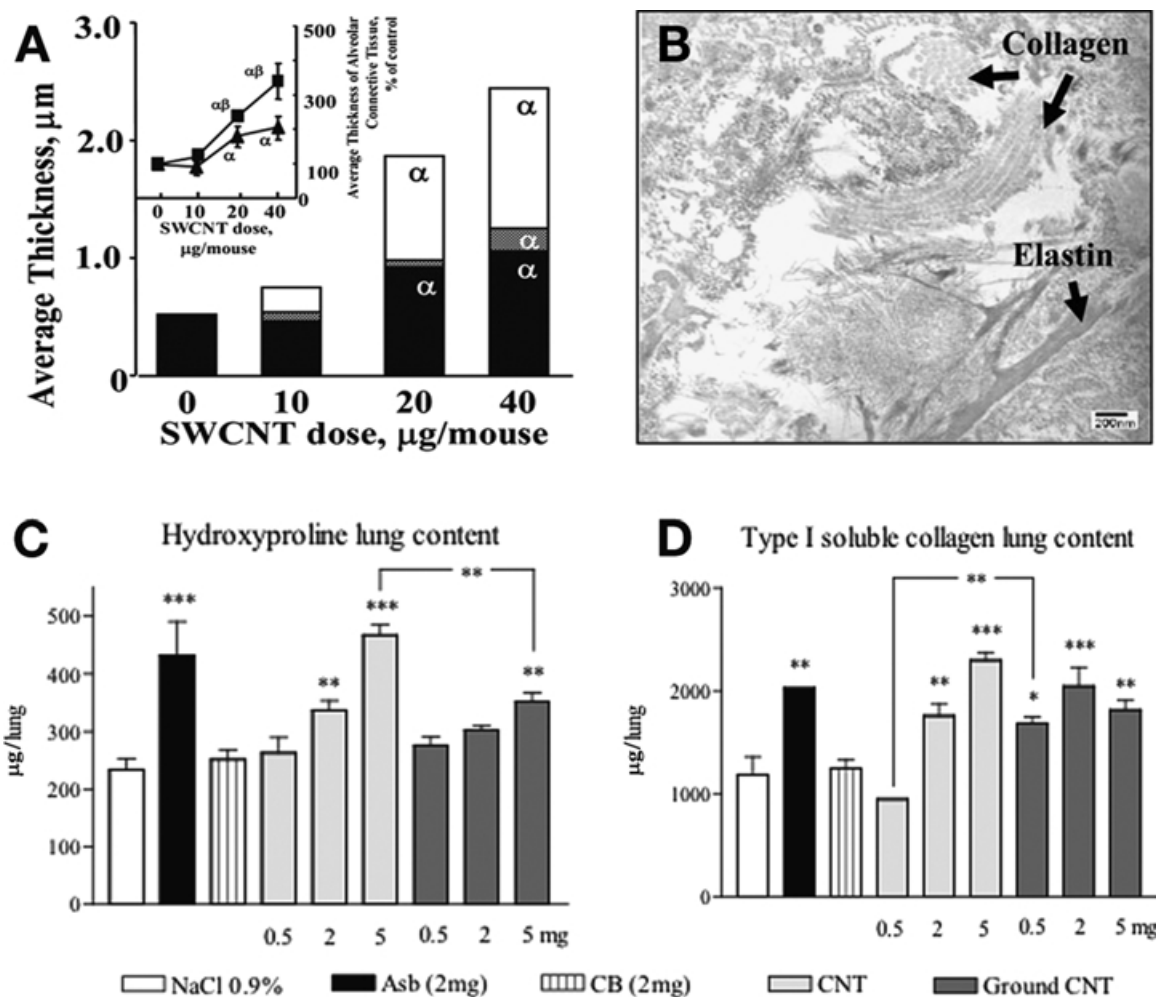 A
3.0
2.0
1.0
0
Average Thickness, μm
0
10
20
40
SWCNT dose, μg/mouse
500
300
100
0
Average Thickness of Alveolar
Connective Tissue,
% of control
0
10
20
40
SWCNT dose,
μg/mouse
αβ
αβ
α
α
α
α
α
α
α
B
Collagen
Elastin
200nm
C
Hydroxyproline lung content
500
400
300
200
100
0
μg/lung
***
**
***
**
**
0.5 2 5 0.5 2 5 mg
D
Type I soluble collagen lung content
3000
2000
1000
0
μg/lung
**
**
***
**
*
***
**
0.5 2 5 0.5 2 5 mg
NaCl 0.9% Asb (2mg) CB (2mg) CNT Ground CNT